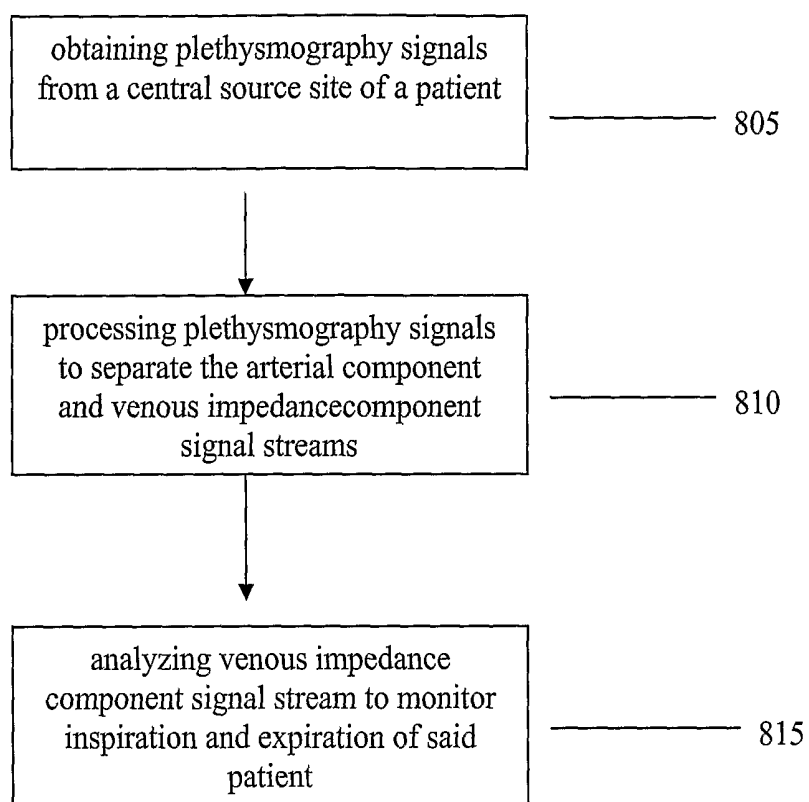 obtaining plethysmography signals
from a central source site of a patient
805
processing plethysmography signals
to separate the arterial component
and venous impedancecomponent
signal streams
810
analyzing venous impedance
component signal stream to monitor
inspiration and expiration of said
patient
815